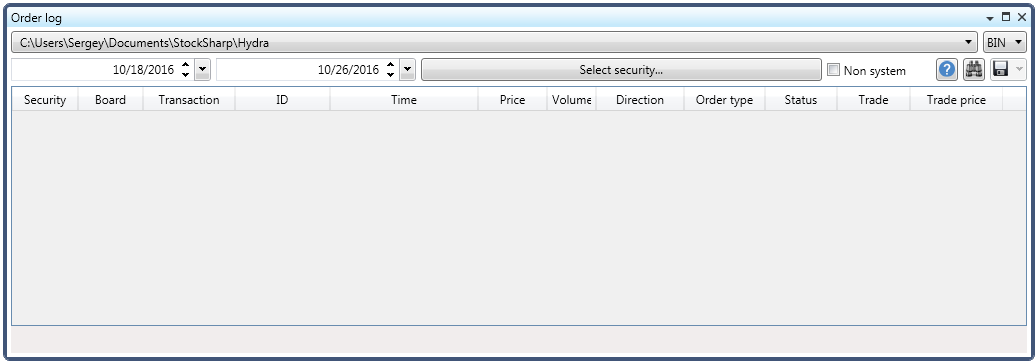 Order log
C:\Users\Sergey\Documents\StockSharp\Hydra BIN
10/18/2016 10/26/2016 Select security... Non system
Security Board Transaction ID Time Price Volume Direction Order type Status Trade Trade price